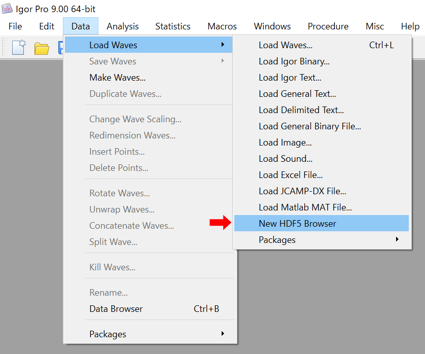 Igor Pro 9.00 64-bit
File Edit Data Analysis Statistics Macros Windows Procedure Misc Help
Load Waves
Save Waves
Make Waves...
Duplicate Waves...
Change Wave Scaling...
Redimension Waves...
Insert Points...
Delete Points...
Rotate Waves...
Unwrap Waves...
Concatenate Waves...
Split Wave...
Kill Waves...
Rename...
Data Browser Ctrl+B
Packages
Load Waves... Ctrl+L
Load Igor Binary...
Load Igor Text...
Load General Text...
Load Delimited Text...
Load General Binary File...
Load Image...
Load Sound...
Load Excel File...
Load JCAMP-DX File...
Load Matlab MAT File...
New HDF5 Browser
Packages